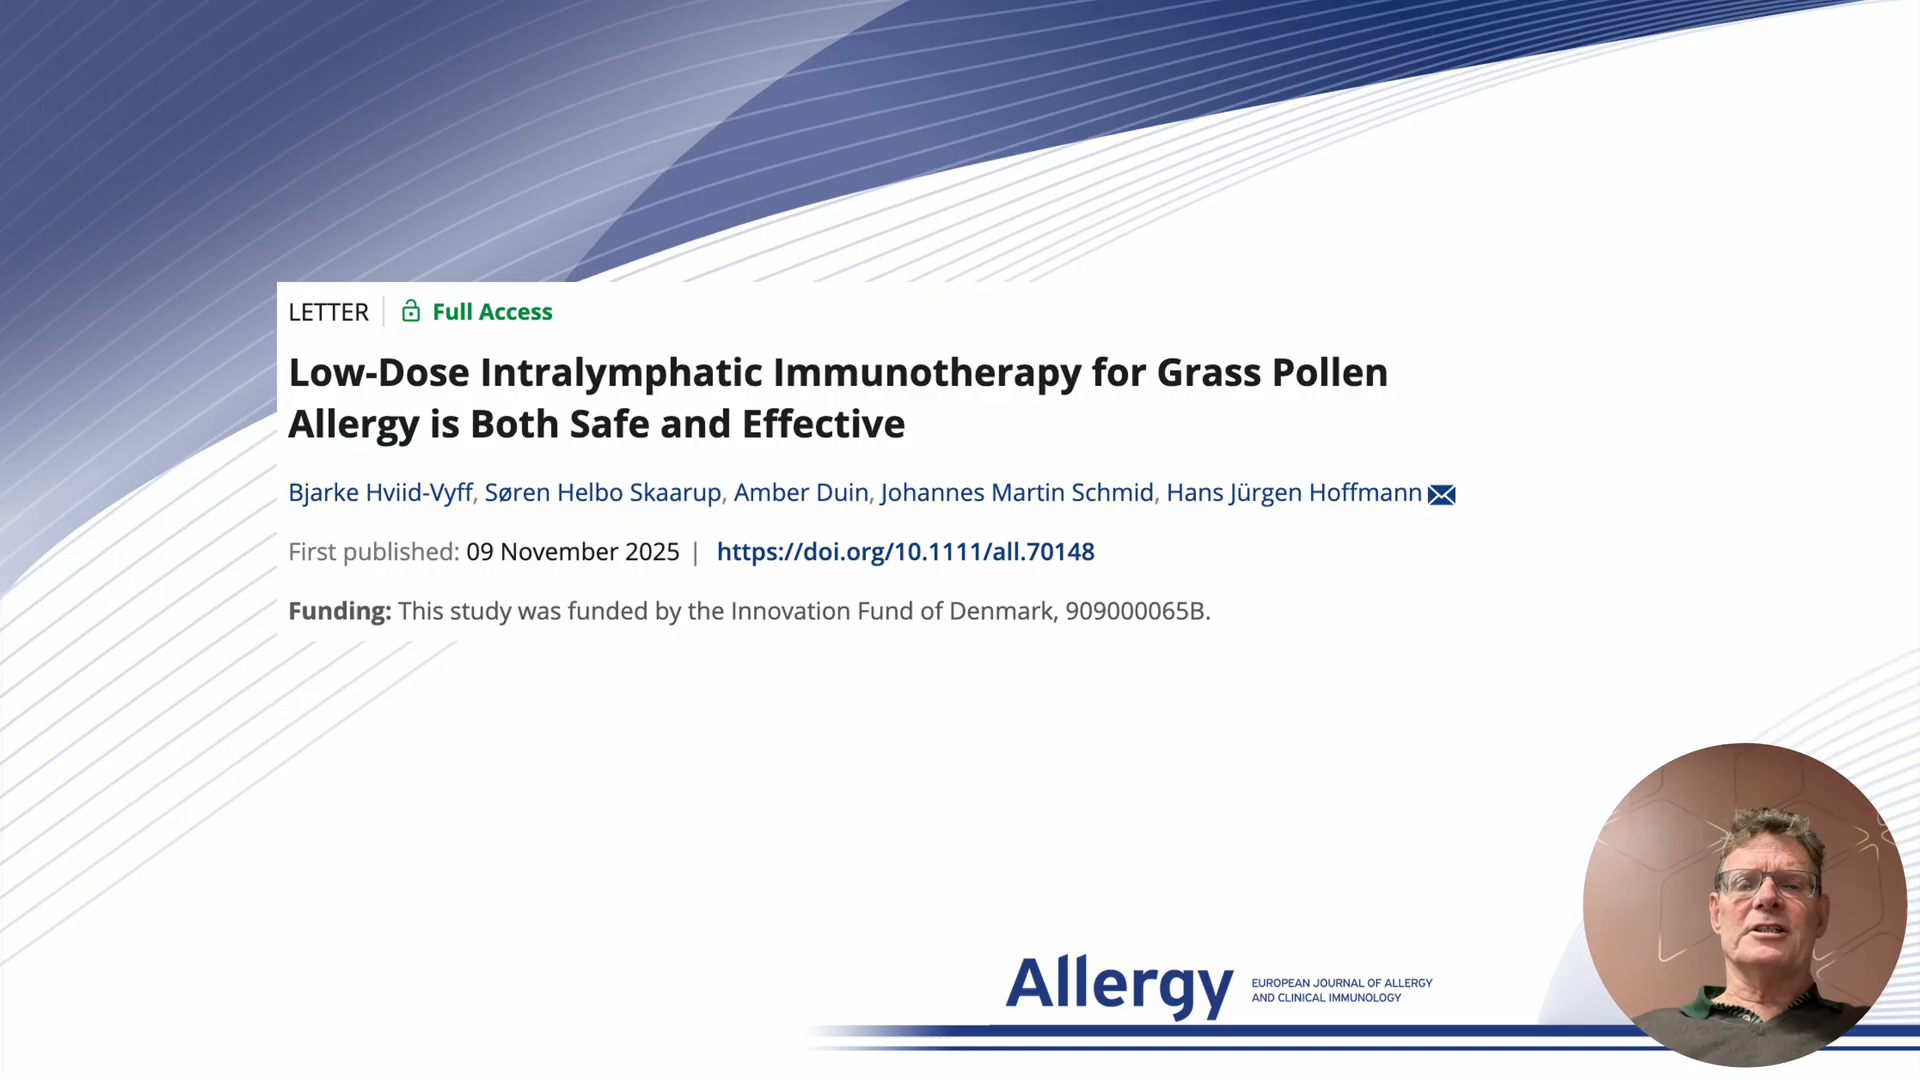 LETTER | Full Access
Low-Dose Intralymphatic Immunotherapy for Grass Pollen
Allergy is Both Safe and Effective
Bjarke Hviid-Vyff, Søren Helbo Skaarup, Amber Duin, Johannes Martin Schmid, Hans Jürgen Hoffmann
First published: 09 November 2025 | https://doi.org/10.1111/all.70148
Funding: This study was funded by the Innovation Fund of Denmark, 909000065B.
Allergy
EUROPEAN JOURNAL OF ALLERGY
AND CLINICAL IMMUNOLOGY